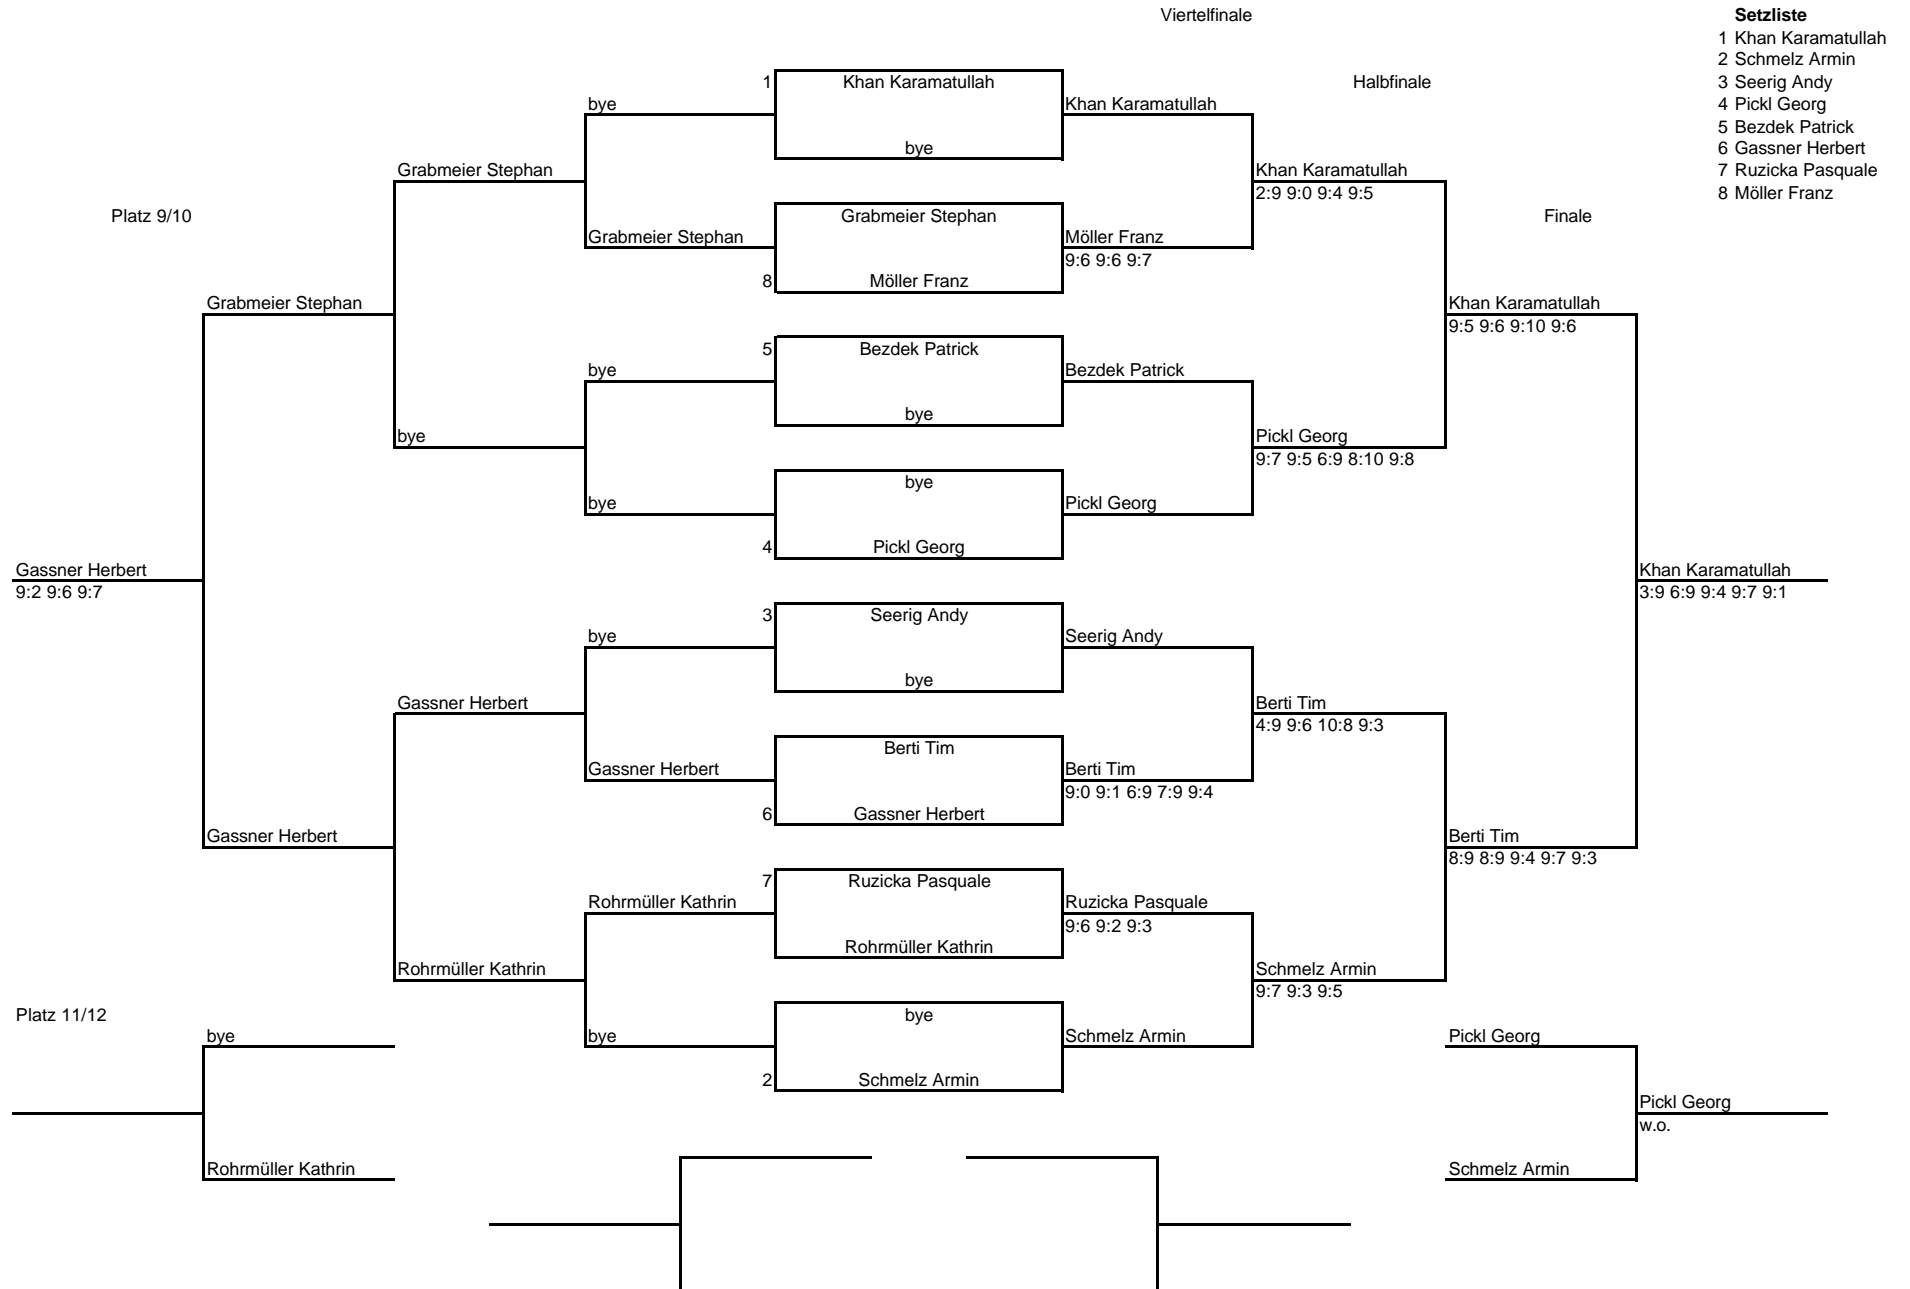 Viertelfinale
Setzliste
1 Khan Karamatullah
2 Schmelz Armin
3 Seerig Andy
4 Pickl Georg
5 Bezdek Patrick
6 Gassner Herbert
7 Ruzicka Pasquale
8 Möller Franz
1 Khan Karamatullah
Halbfinale
bye
Khan Karamatullah
bye
Grabmeier Stephan
Khan Karamatullah
2:9 9:0 9:4 9:5
Platz 9/10
Grabmeier Stephan
Finale
Grabmeier Stephan
Möller Franz
9:6 9:6 9:7
8 Möller Franz
Grabmeier Stephan
Khan Karamatullah
9:5 9:6 9:10 9:6
5 Bezdek Patrick
bye
Bezdek Patrick
bye
bye
Pickl Georg
9:7 9:5 6:9 8:10 9:8
bye
bye
Pickl Georg
4 Pickl Georg
Gassner Herbert
9:2 9:6 9:7
Khan Karamatullah
3:9 6:9 9:4 9:7 9:1
3 Seerig Andy
bye
Seerig Andy
bye
Gassner Herbert
Berti Tim
4:9 9:6 10:8 9:3
Berti Tim
Gassner Herbert
Berti Tim
9:0 9:1 6:9 7:9 9:4
6 Gassner Herbert
Gassner Herbert
Berti Tim
8:9 8:9 9:4 9:7 9:3
7 Ruzicka Pasquale
Rohrmüller Kathrin
Ruzicka Pasquale
9:6 9:2 9:3
Rohrmüller Kathrin
Rohrmüller Kathrin
Schmelz Armin
9:7 9:3 9:5
Platz 11/12
bye
bye
bye
Schmelz Armin
Pickl Georg
2 Schmelz Armin
Pickl Georg
w.o.
Rohrmüller Kathrin
Schmelz Armin